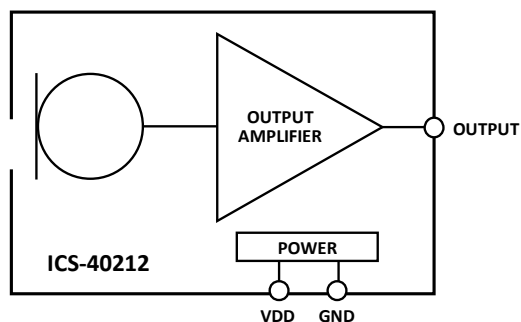 OUTPUT
AMPLIFIER
OUTPUT
POWER
ICS-40212
VDD GND